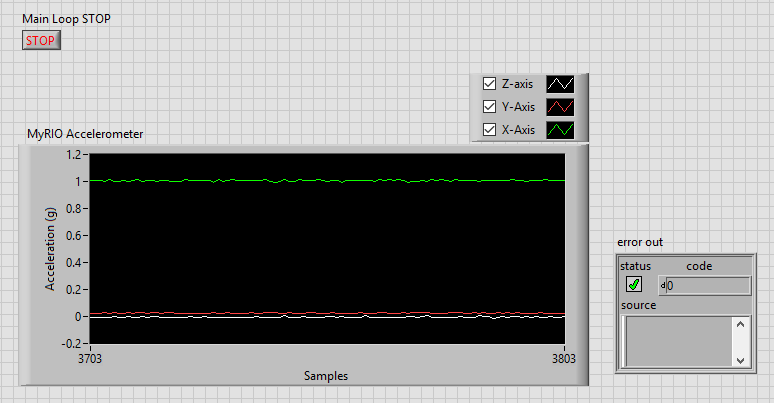 Main Loop STOP
STOP
Z-axis
Y-Axis
X-Axis
MyRIO Accelerometer
1.2
1
0.8
0.6
0.4
0.2
0
-0.2
Acceleration (g)
3703
3803
Samples
error out
status
code
d0
source